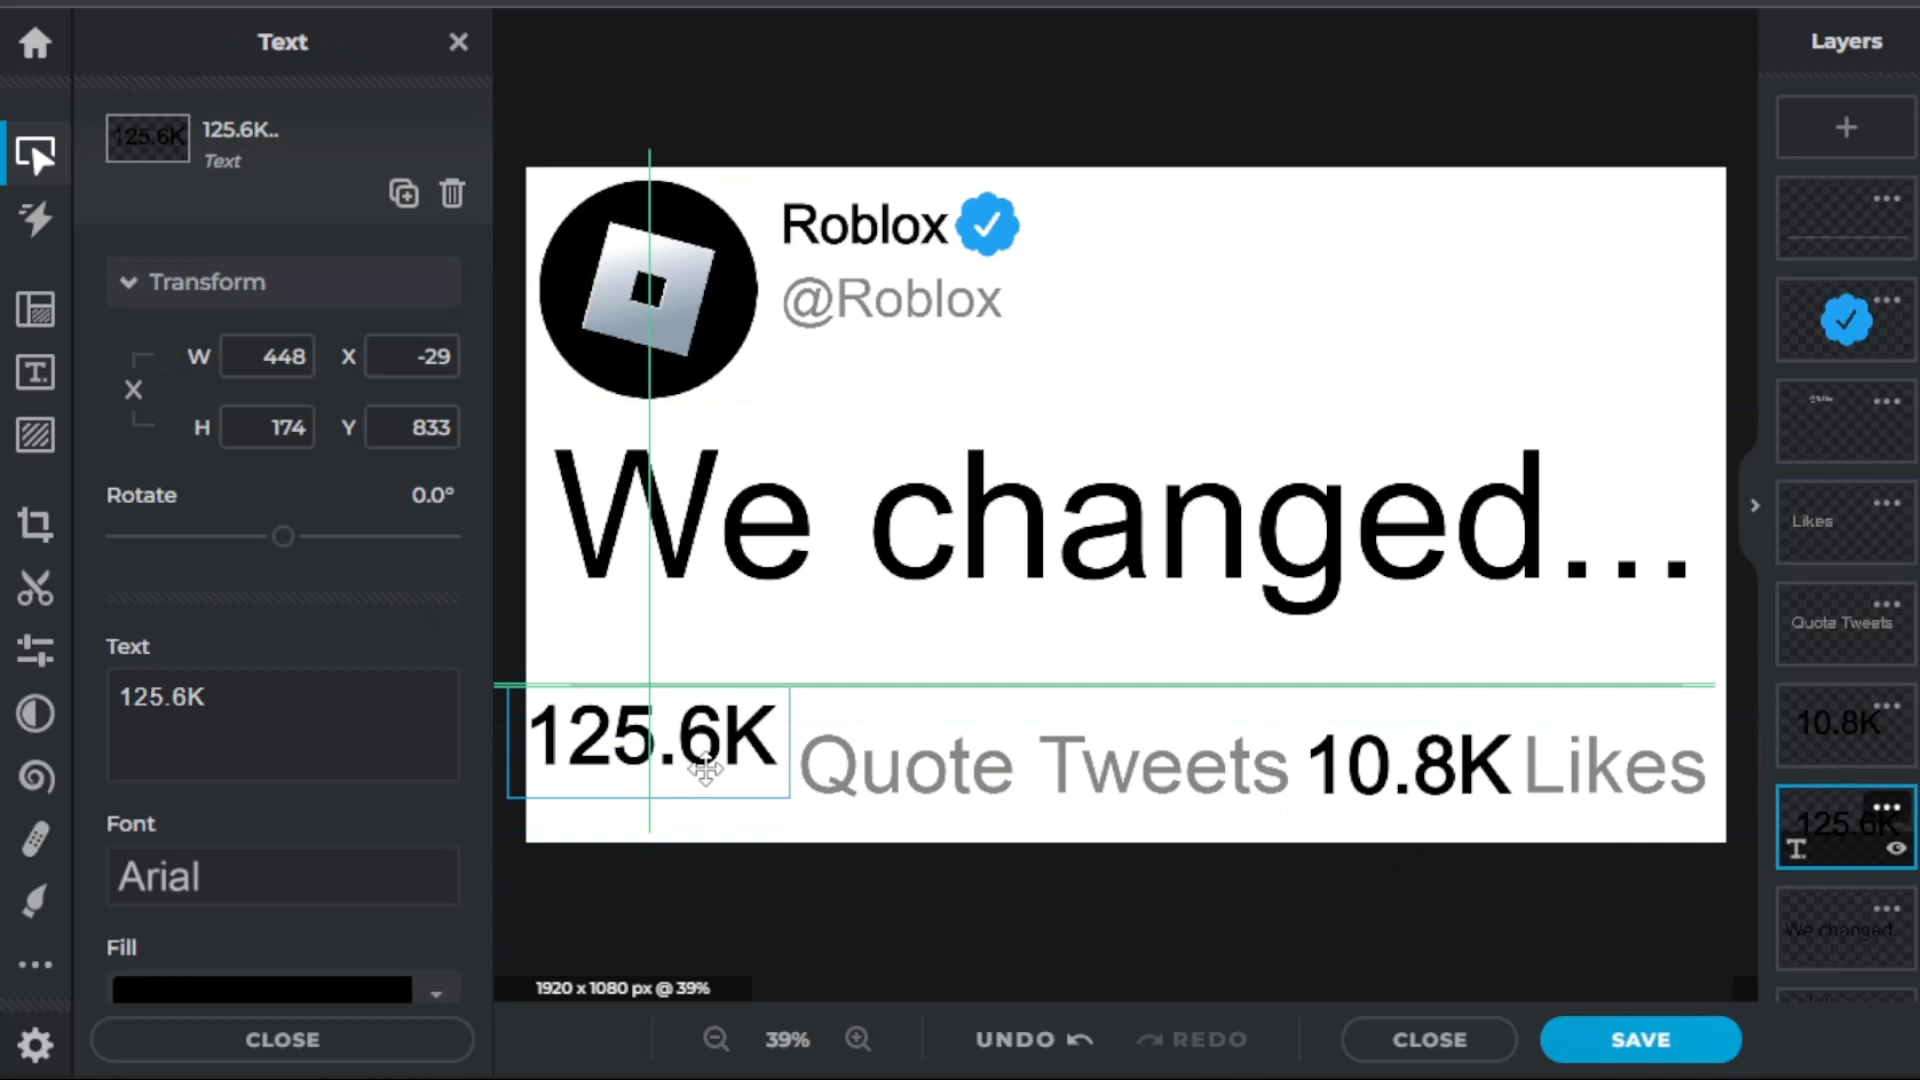 Text
125.6K
125.6K..
Text
Transform
W 448 X -29
H 174 Y 833
Rotate 0.0°
Text
125.6K
Font
Arial
Fill
CLOSE
Roblox
@Roblox
We changed...
125.6K Quote Tweets 10.8K Likes
1920 x 1080 px @ 39%
39%
UNDO
REDO
CLOSE
SAVE
Layers
Likes
Quote Tweets
10.8K
125.6K
T.
We changed...